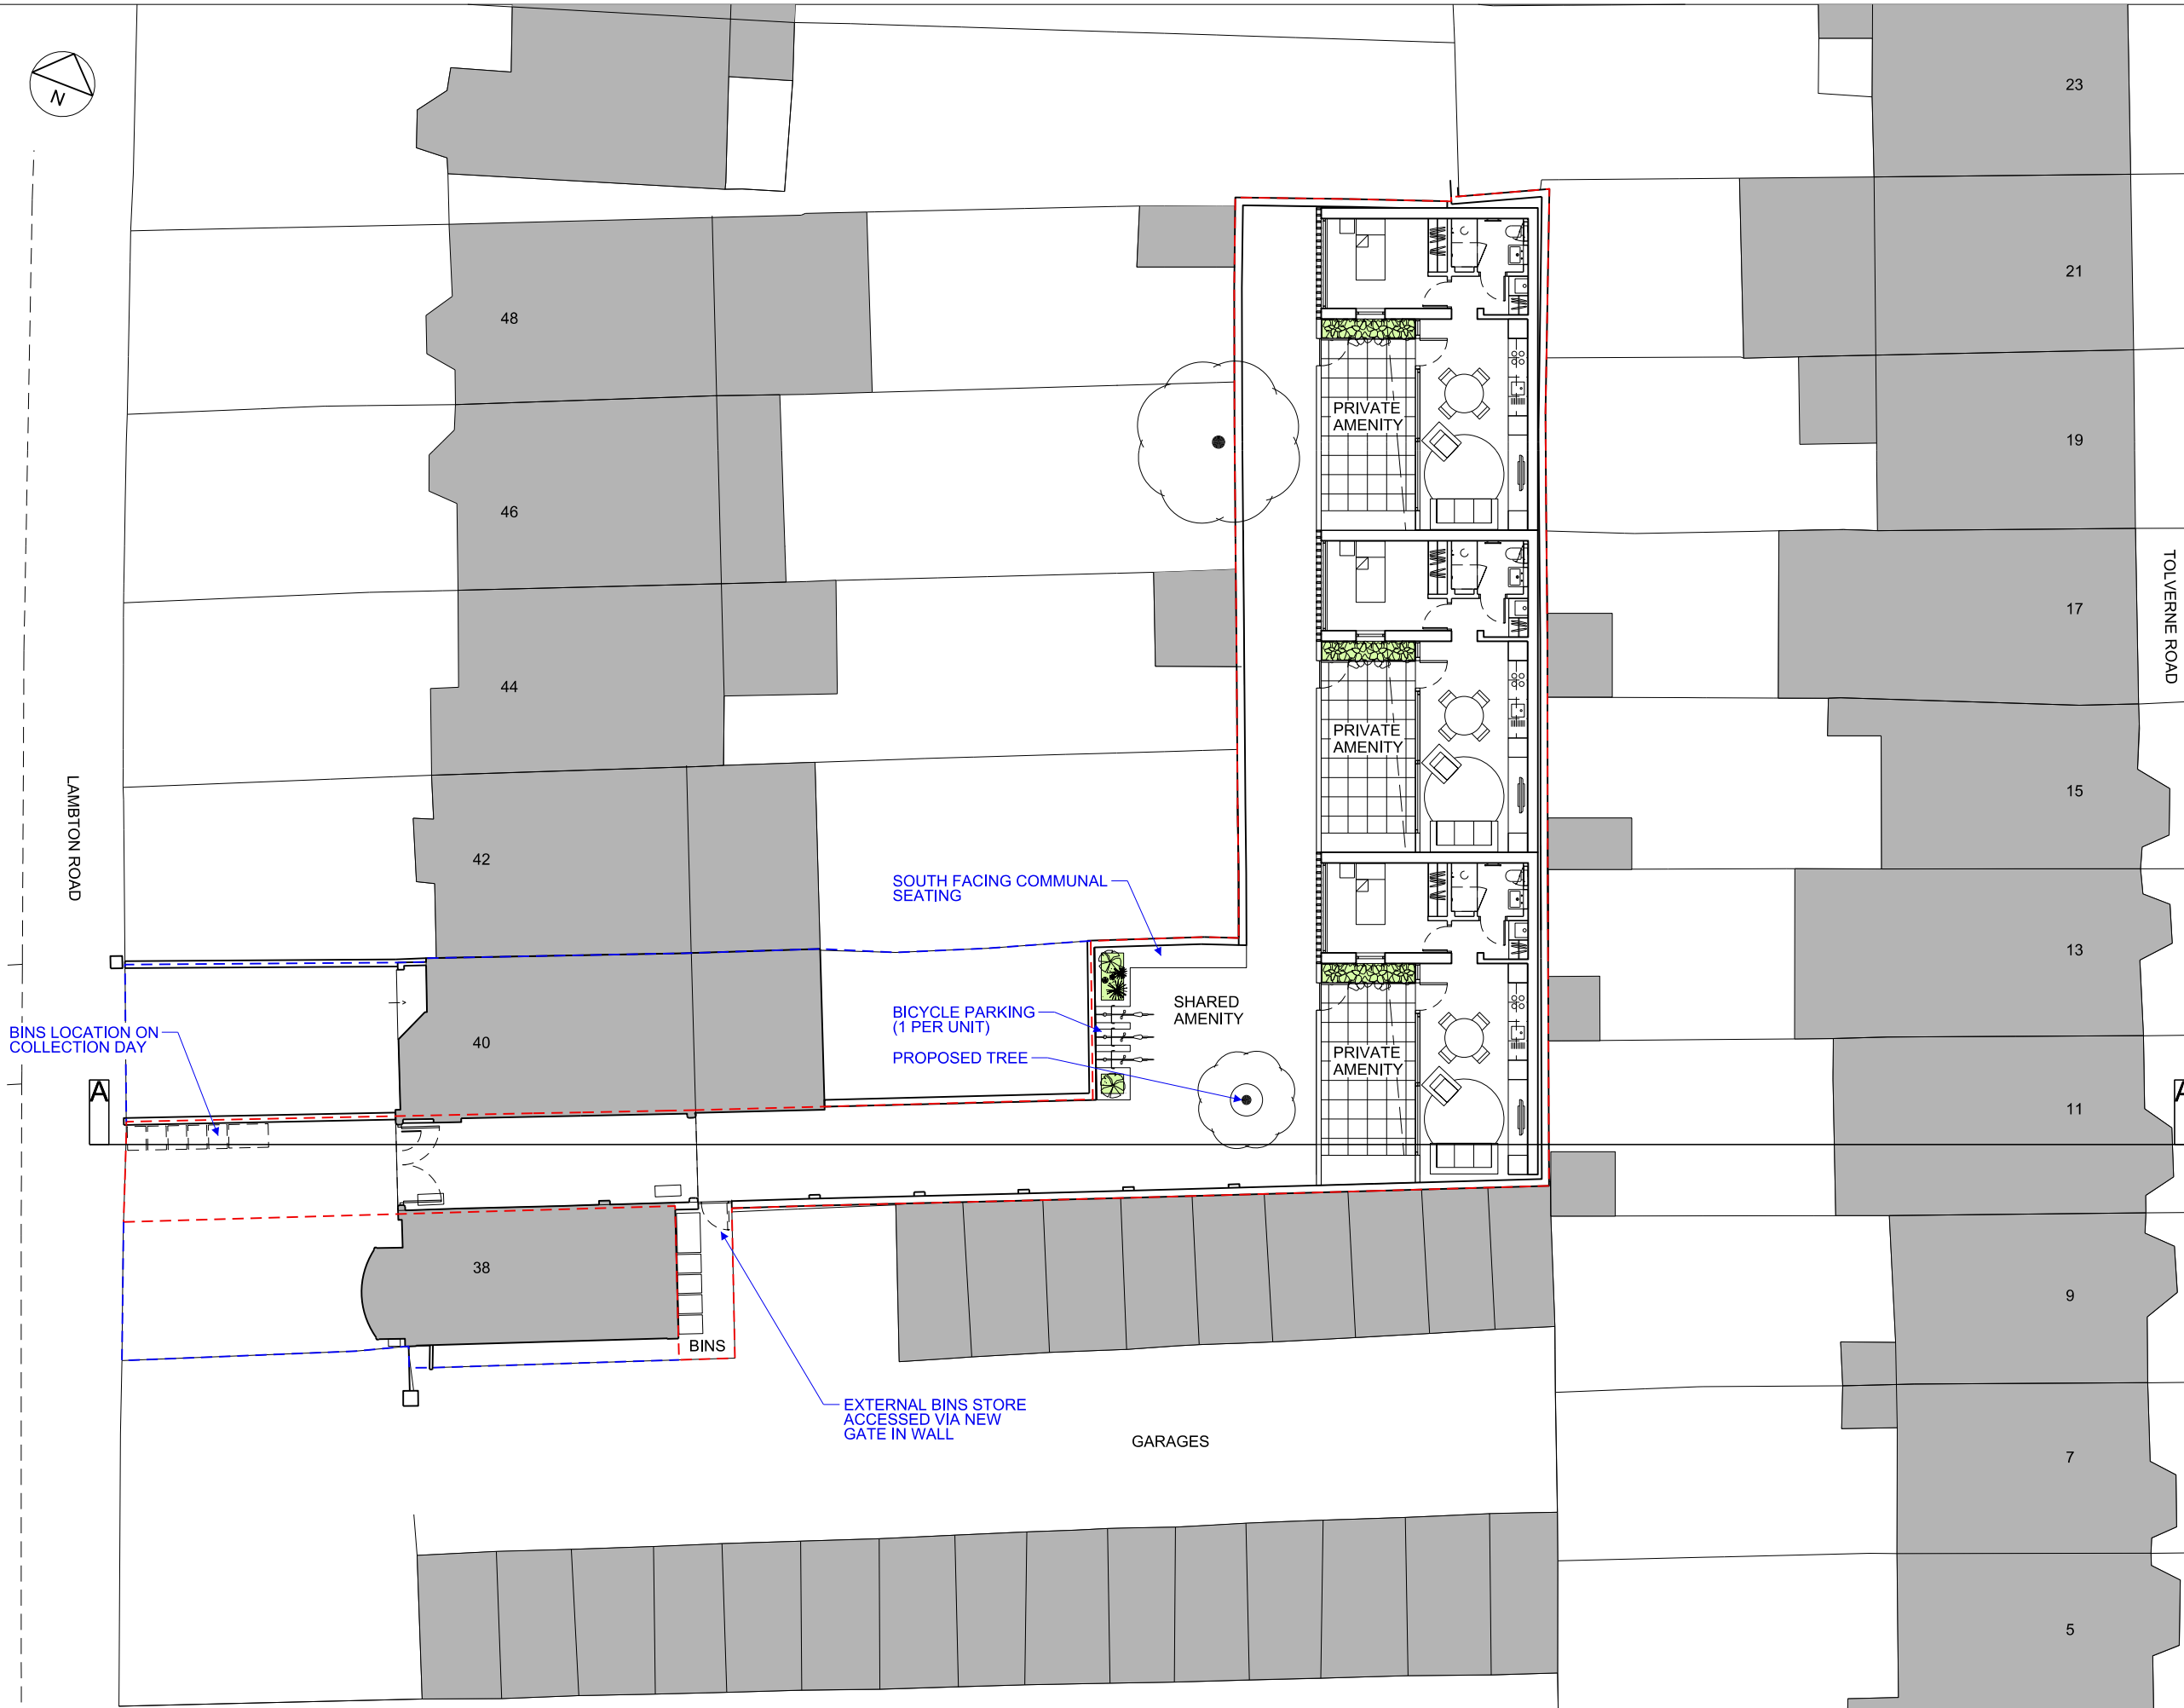 N
23
21
48
19
PRIVATE
AMENITY
46
17
TOLVERNE ROAD
44
PRIVATE
AMENITY
15
LAMBTON ROAD
42
SOUTH FACING COMMUNAL
SEATING
13
SHARED
AMENITY
BICYCLE PARKING
(1 PER UNIT)
BINS LOCATION ON
COLLECTION DAY
40
PROPOSED TREE
PRIVATE
AMENITY
A
A
11
38
9
BINS
EXTERNAL BINS STORE
ACCESSED VIA NEW
GATE IN WALL
GARAGES
7
5